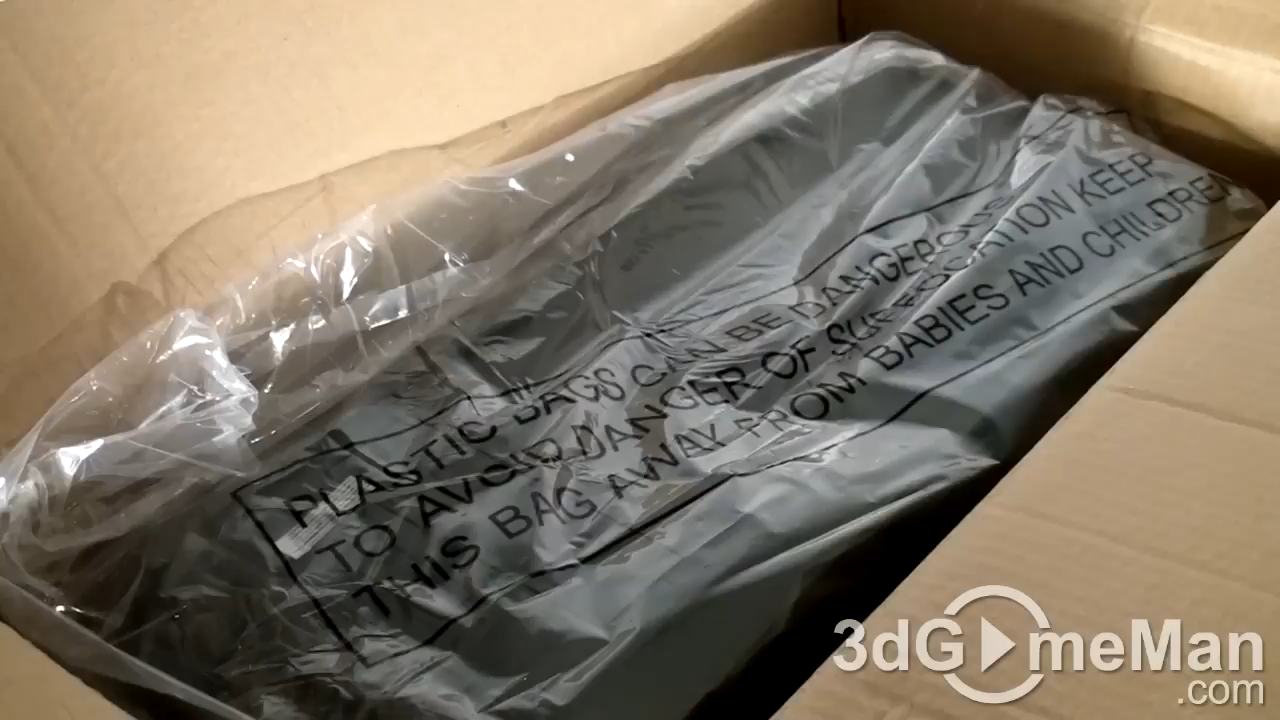 PLASTIC BAGS CAN BE DANGEROUS
TO AVOID DANGER OF SUFFOCATION KEEP
THIS BAG AWAY FROM BABIES AND CHILDREN
3dGameMan
.com